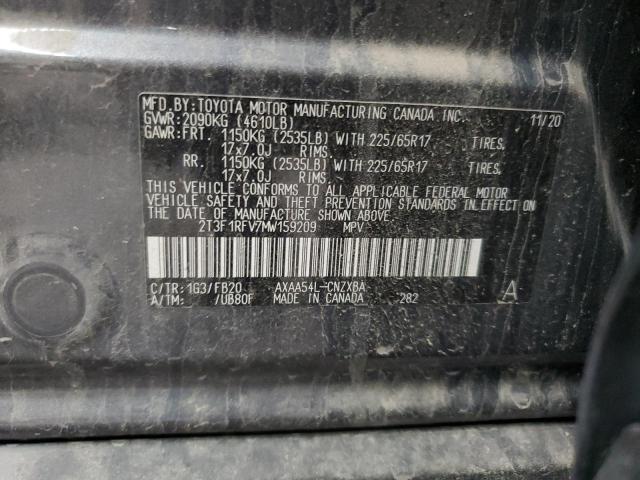 MFD. BY: TOYOTA MOTOR MANUFACTURING CANADA INC. 11/20
GVWR: 2090KG (4610LB)
GAWR: FRT. 1150KG (2535LB) WITH 225/65R17 TIRES,
17x7.0J RIMS,
RR. 1150KG (2535LB) WITH 225/65R17 TIRES,
17x7.0J RIMS.
THIS VEHICLE CONFORMS TO ALL APPLICABLE FEDERAL MOTOR
VEHICLE SAFETY AND THEFT PREVENTION STANDARDS IN EFFECT
ON THE DATE OF MANUFACTURE SHOWN ABOVE.
2T3F1RFV7MW159209 MPV
C/TR: 1G3/FB20 AXAA54L-CNZXBA
A/TM: /UB80F MADE IN CANADA 282 A